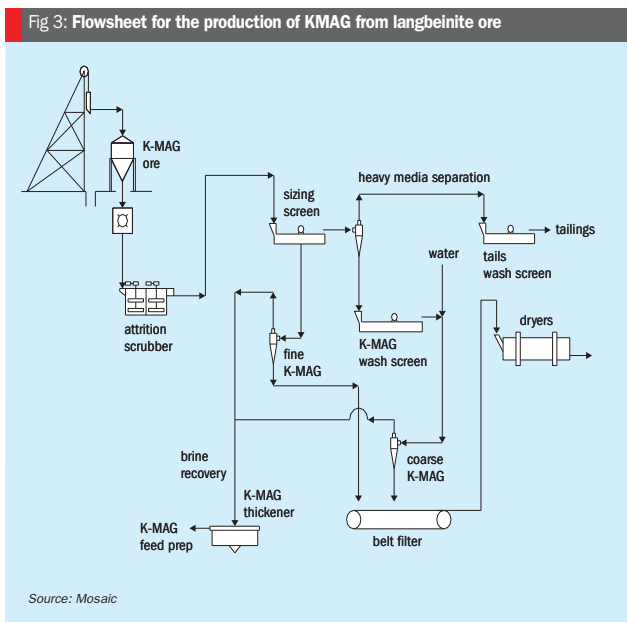 Fig 3: Flowsheet for the production of KMAG from langbeinite ore
K-MAG
ore
sizing
screen
heavy media separation
tailings
water
tails
wash screen
attrition
scrubber
K-MAG
wash screen
dryers
fine
K-MAG
brine
recovery
coarse
K-MAG
K-MAG
thickener
K-MAG
feed prep
belt filter
Source: Mosaic